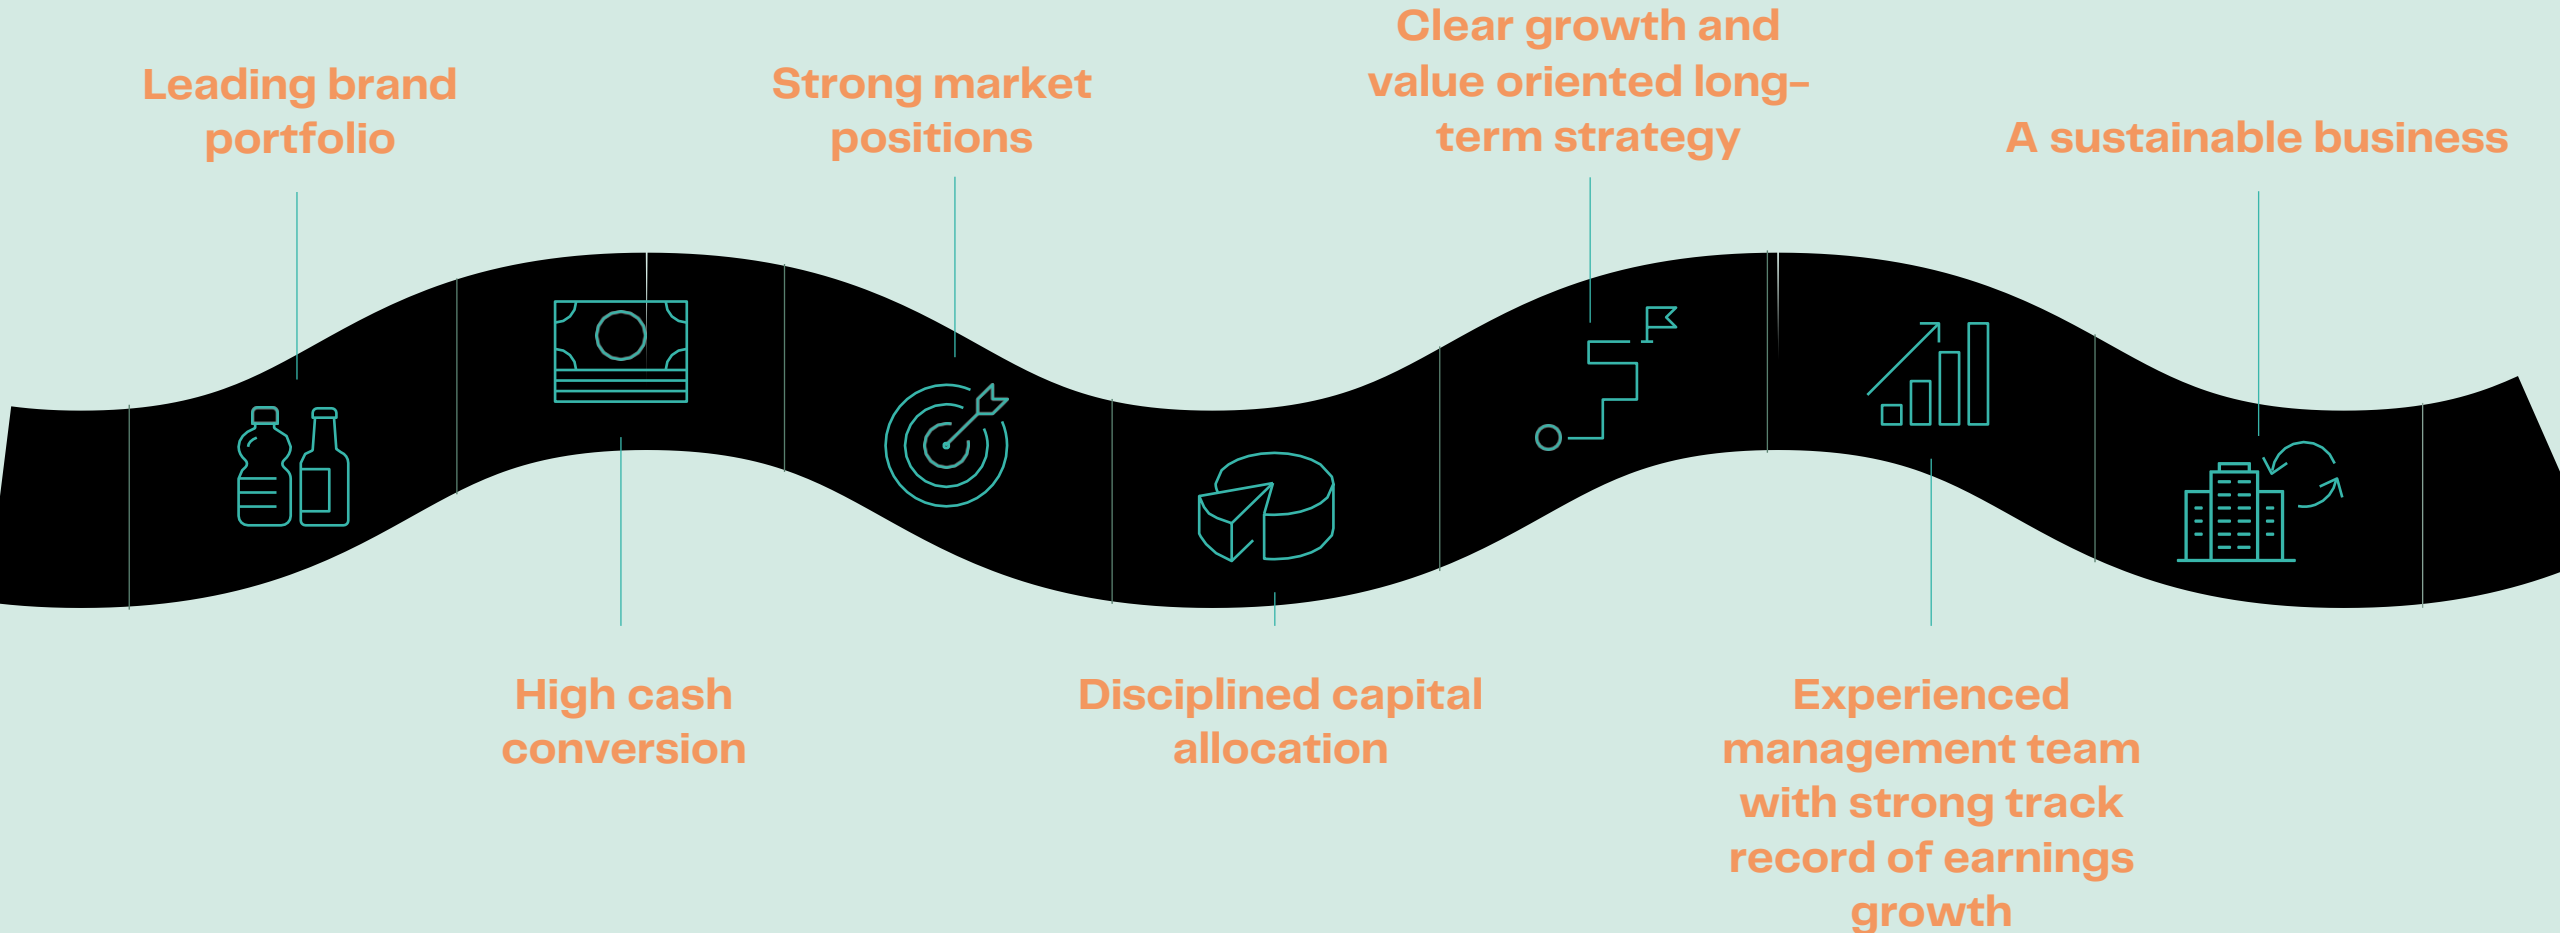 Leading brand
portfolio
High cash
conversion
Strong market
positions
Disciplined capital
allocation
Clear growth and
value oriented long-
term strategy
Experienced
management team
with strong track
record of earnings
growth
A sustainable business